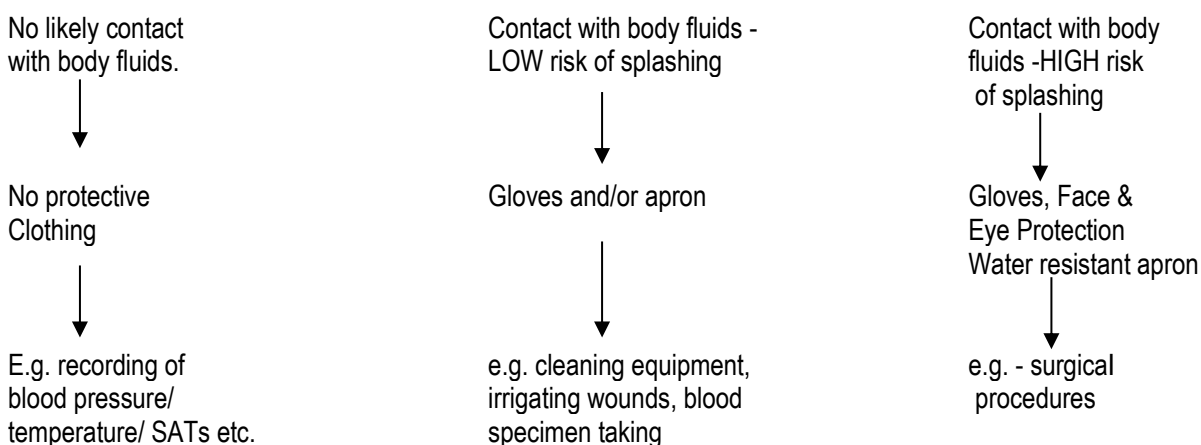 No likely contact
with body fluids.
No protective
Clothing
E.g. recording of
blood pressure/
temperature/ SATs etc.
Contact with body fluids -
LOW risk of splashing
Gloves and/or apron
e.g. cleaning equipment,
irrigating wounds, blood
specimen taking
Contact with body
fluids -HIGH risk
of splashing
Gloves, Face &
Eye Protection
Water resistant apron
e.g. - surgical
procedures